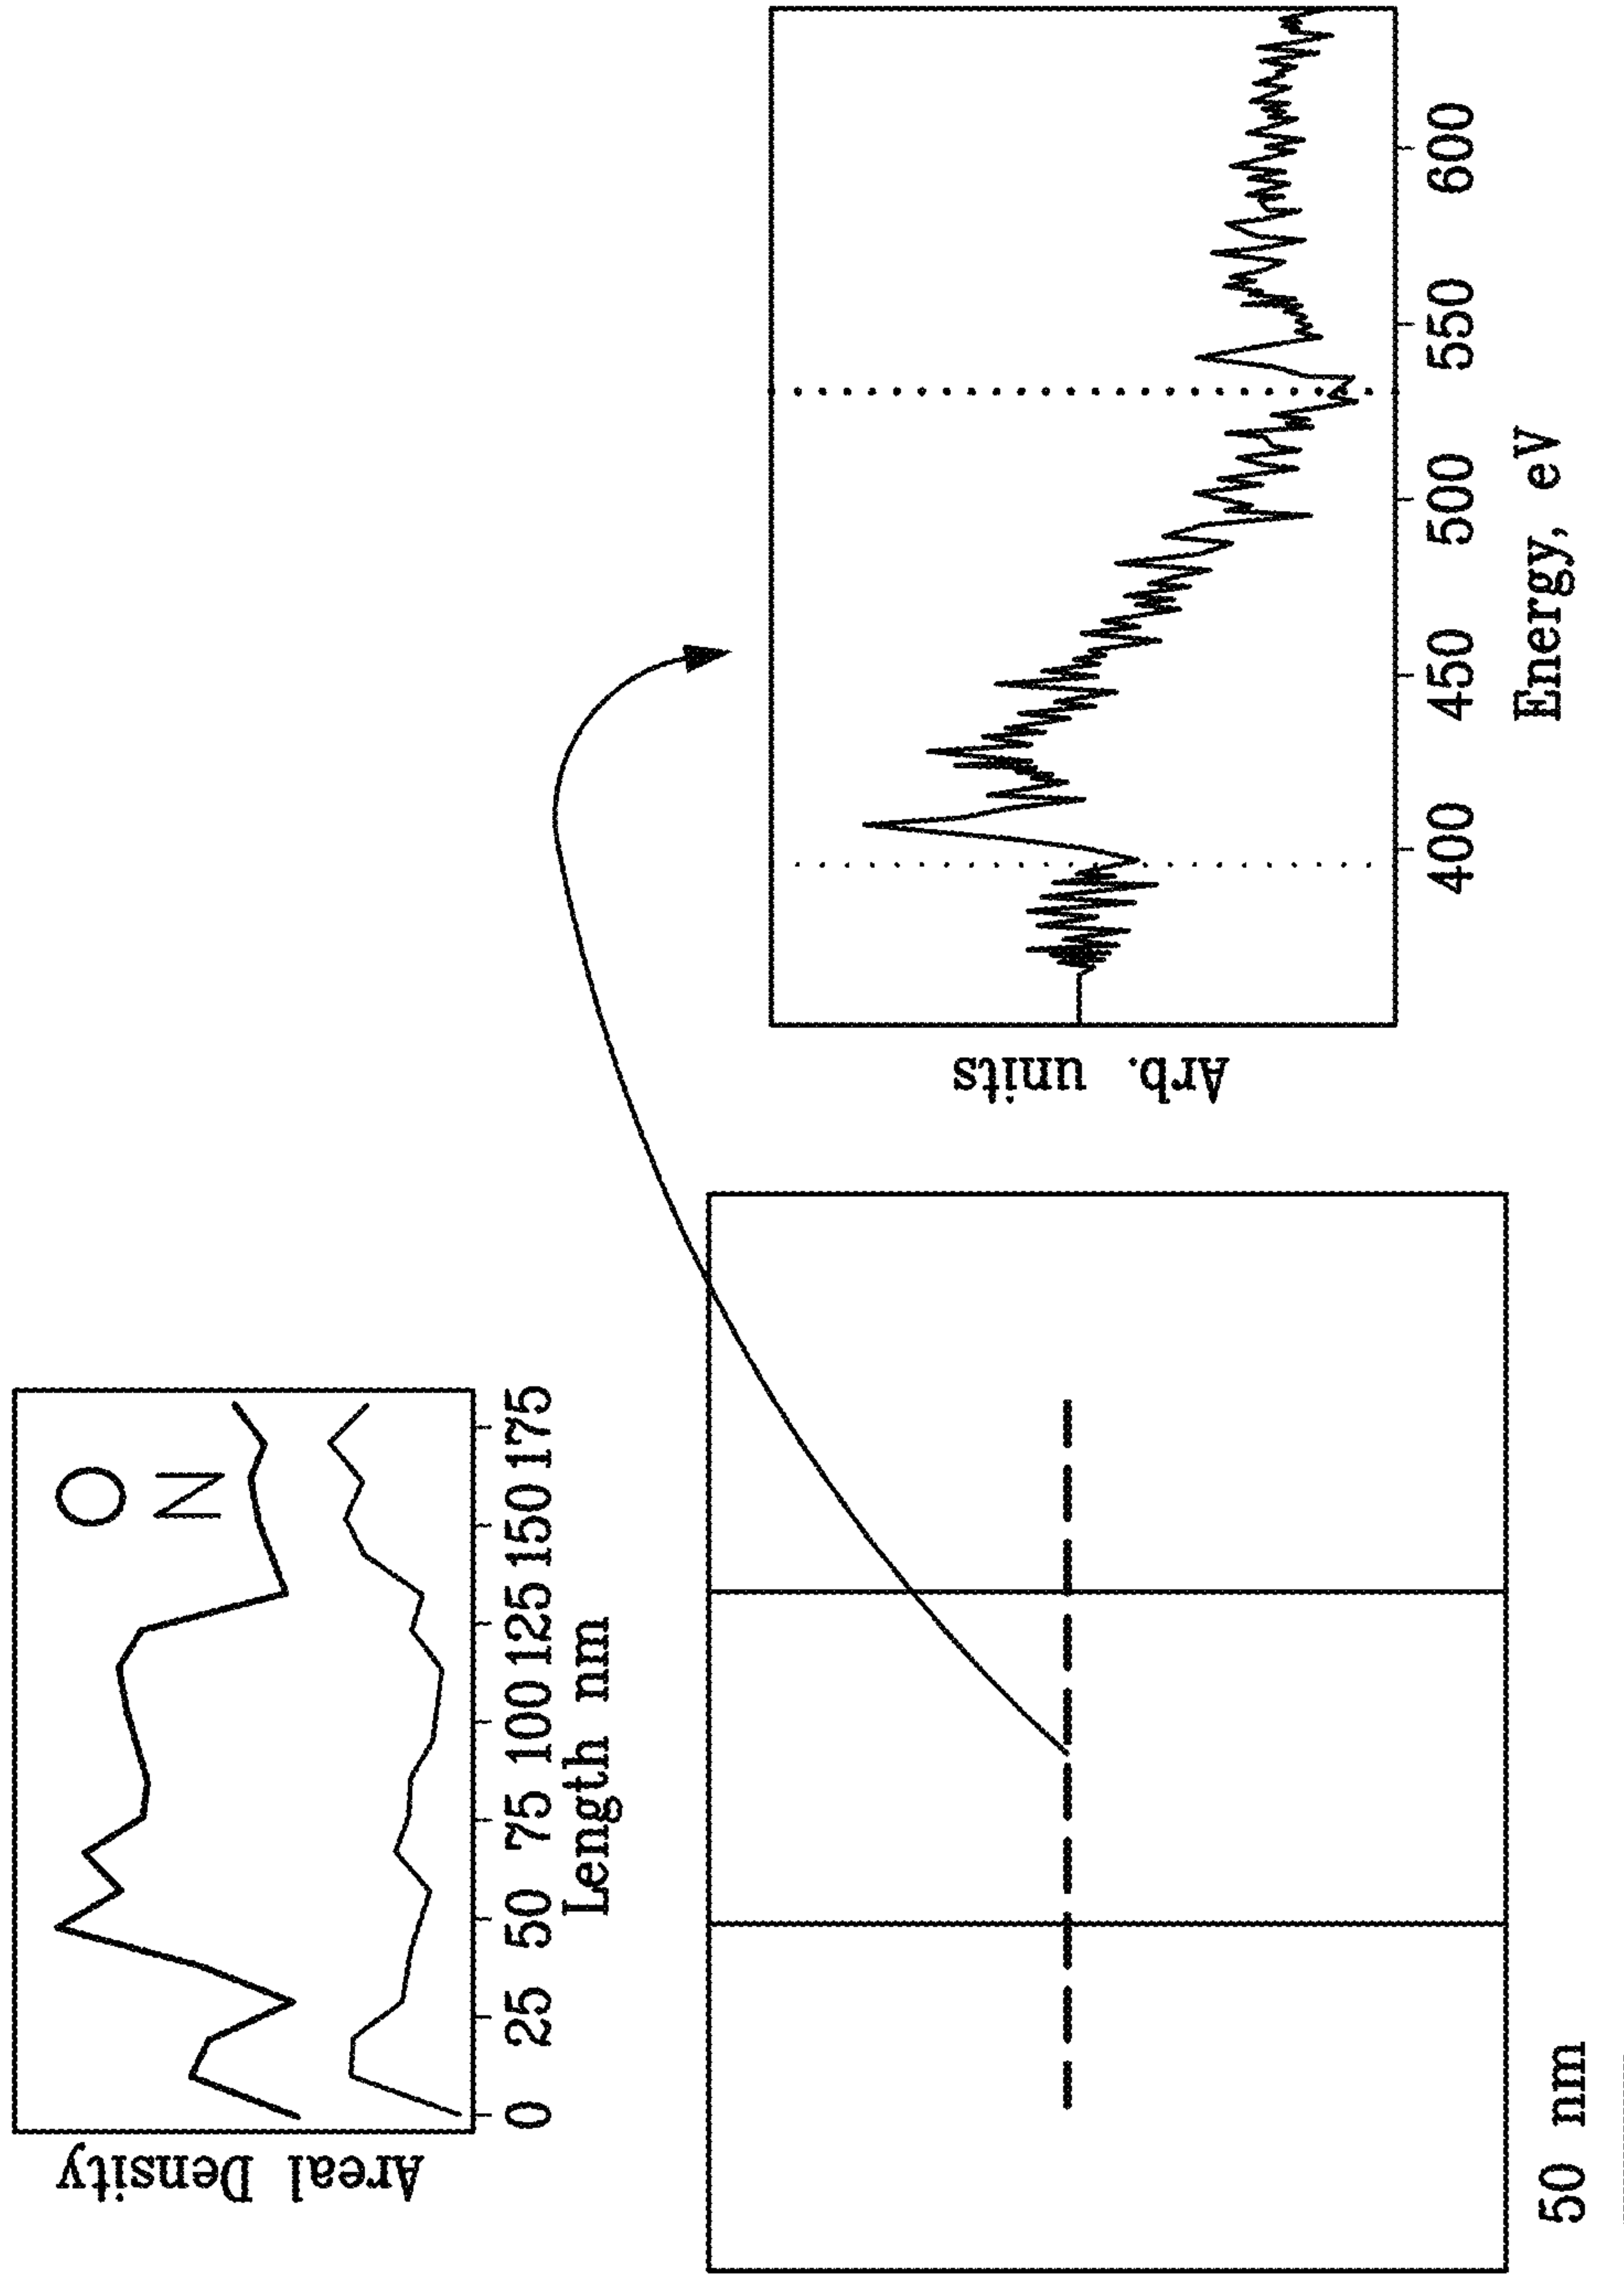 Areal Density
O
N
0 25 50 75 100 125 150 175
Length nm
50 nm
Arb. units
400 450 500 550 600
Energy, eV